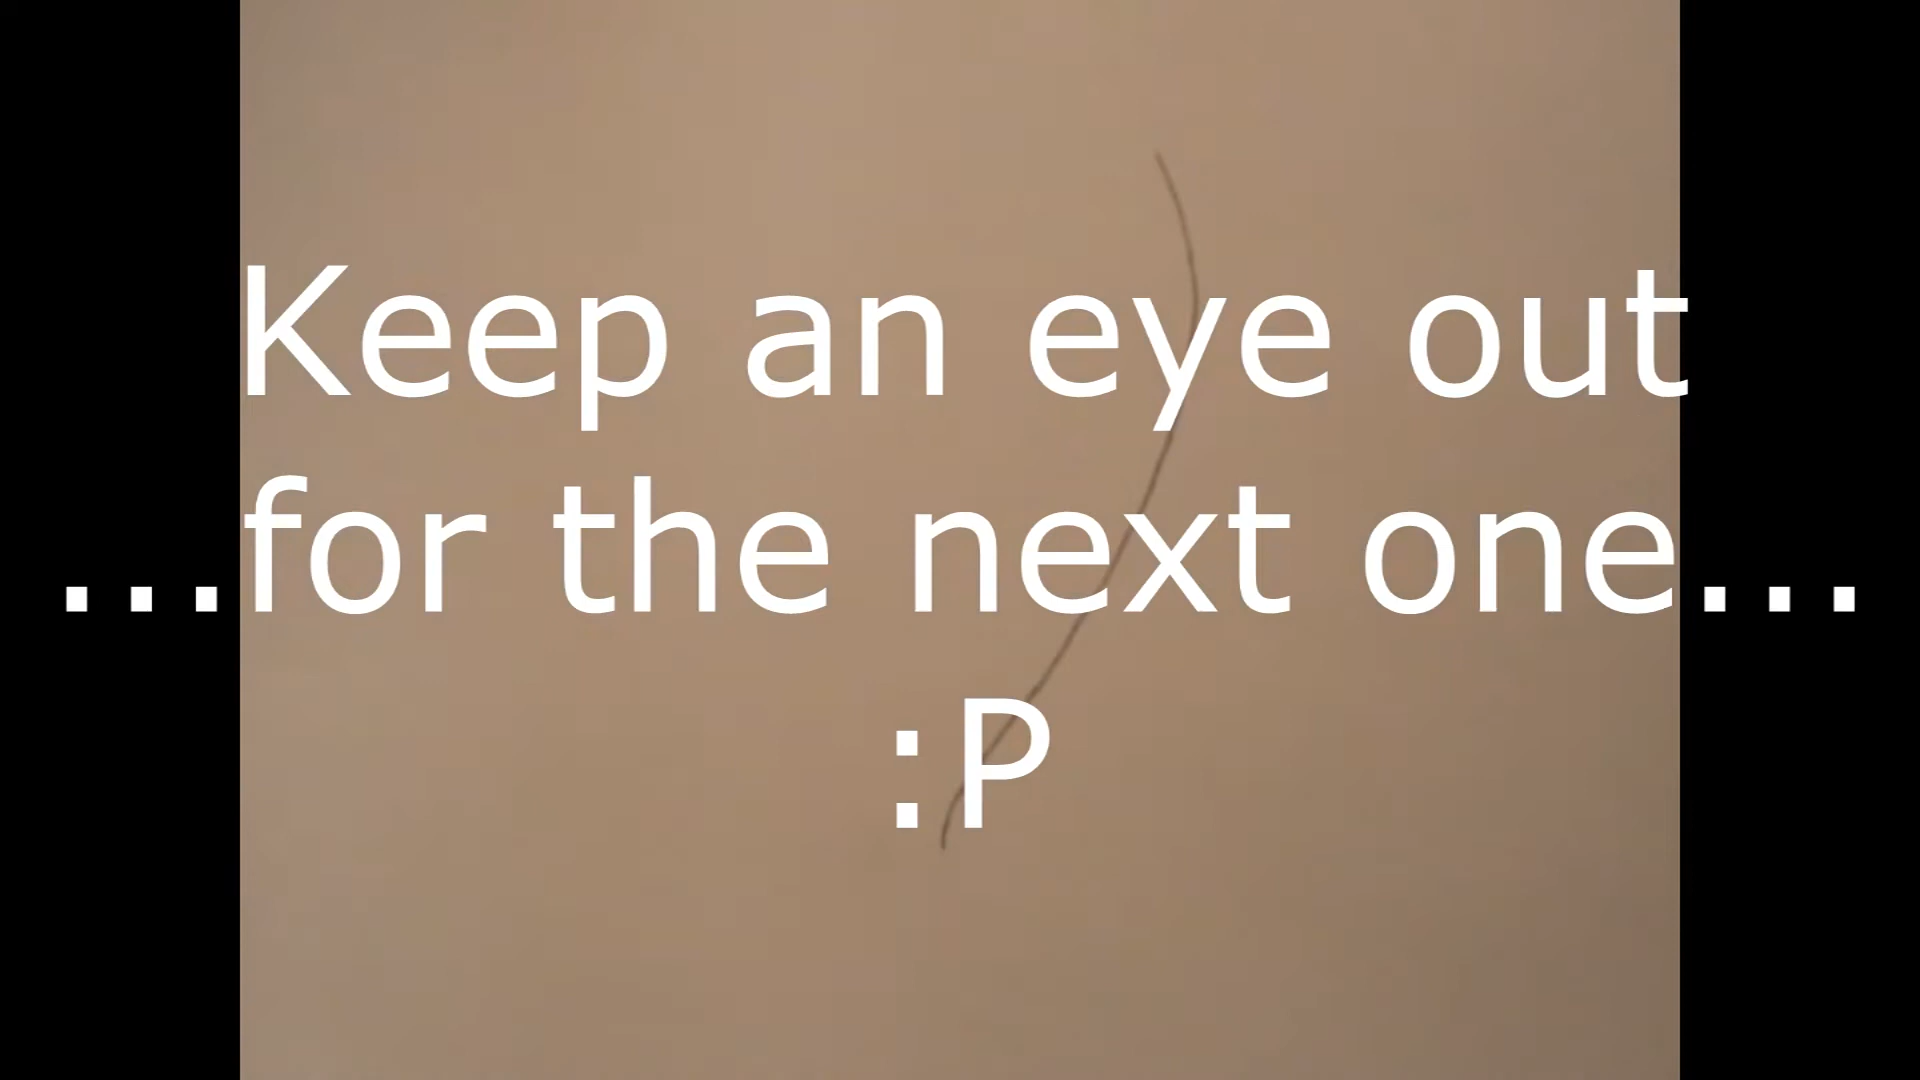 Keep an eye out
...for the next one...
:P